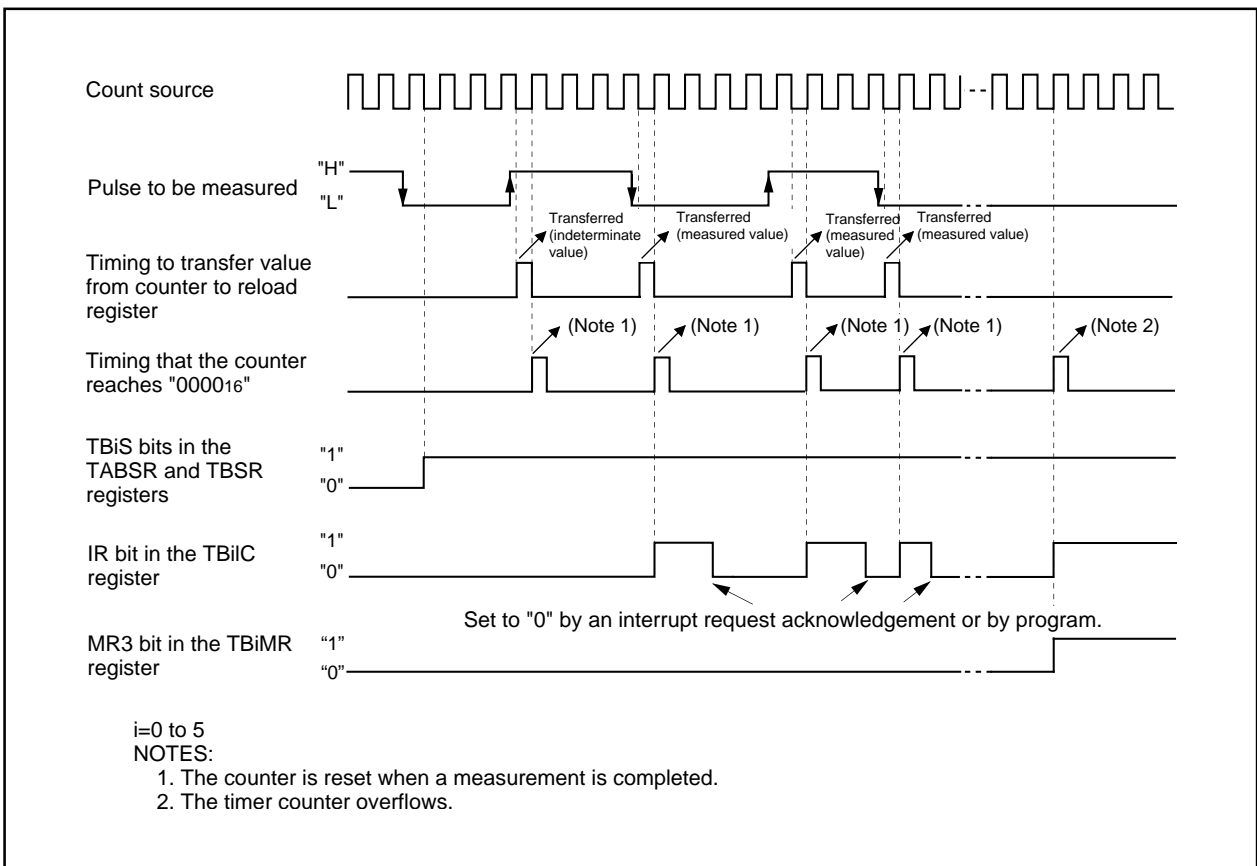 Count source
Pulse to be measured
"H"
"L"
Transferred
(indeterminate
value)
Transferred
(measured value)
Transferred
(measured
value)
Transferred
(measured value)
Timing to transfer value
from counter to reload
register
(Note 1)
(Note 1)
(Note 1)
(Note 1)
(Note 2)
Timing that the counter
reaches "000016"
TBiS bits in the
TABSR and TBSR
registers
"1"
"0"
IR bit in the TBiIC
register
"1"
"0"
Set to "0" by an interrupt request acknowledgement or by program.
MR3 bit in the TBiMR
register
“1”
“0”
i=0 to 5
NOTES:
1. The counter is reset when a measurement is completed.
2. The timer counter overflows.